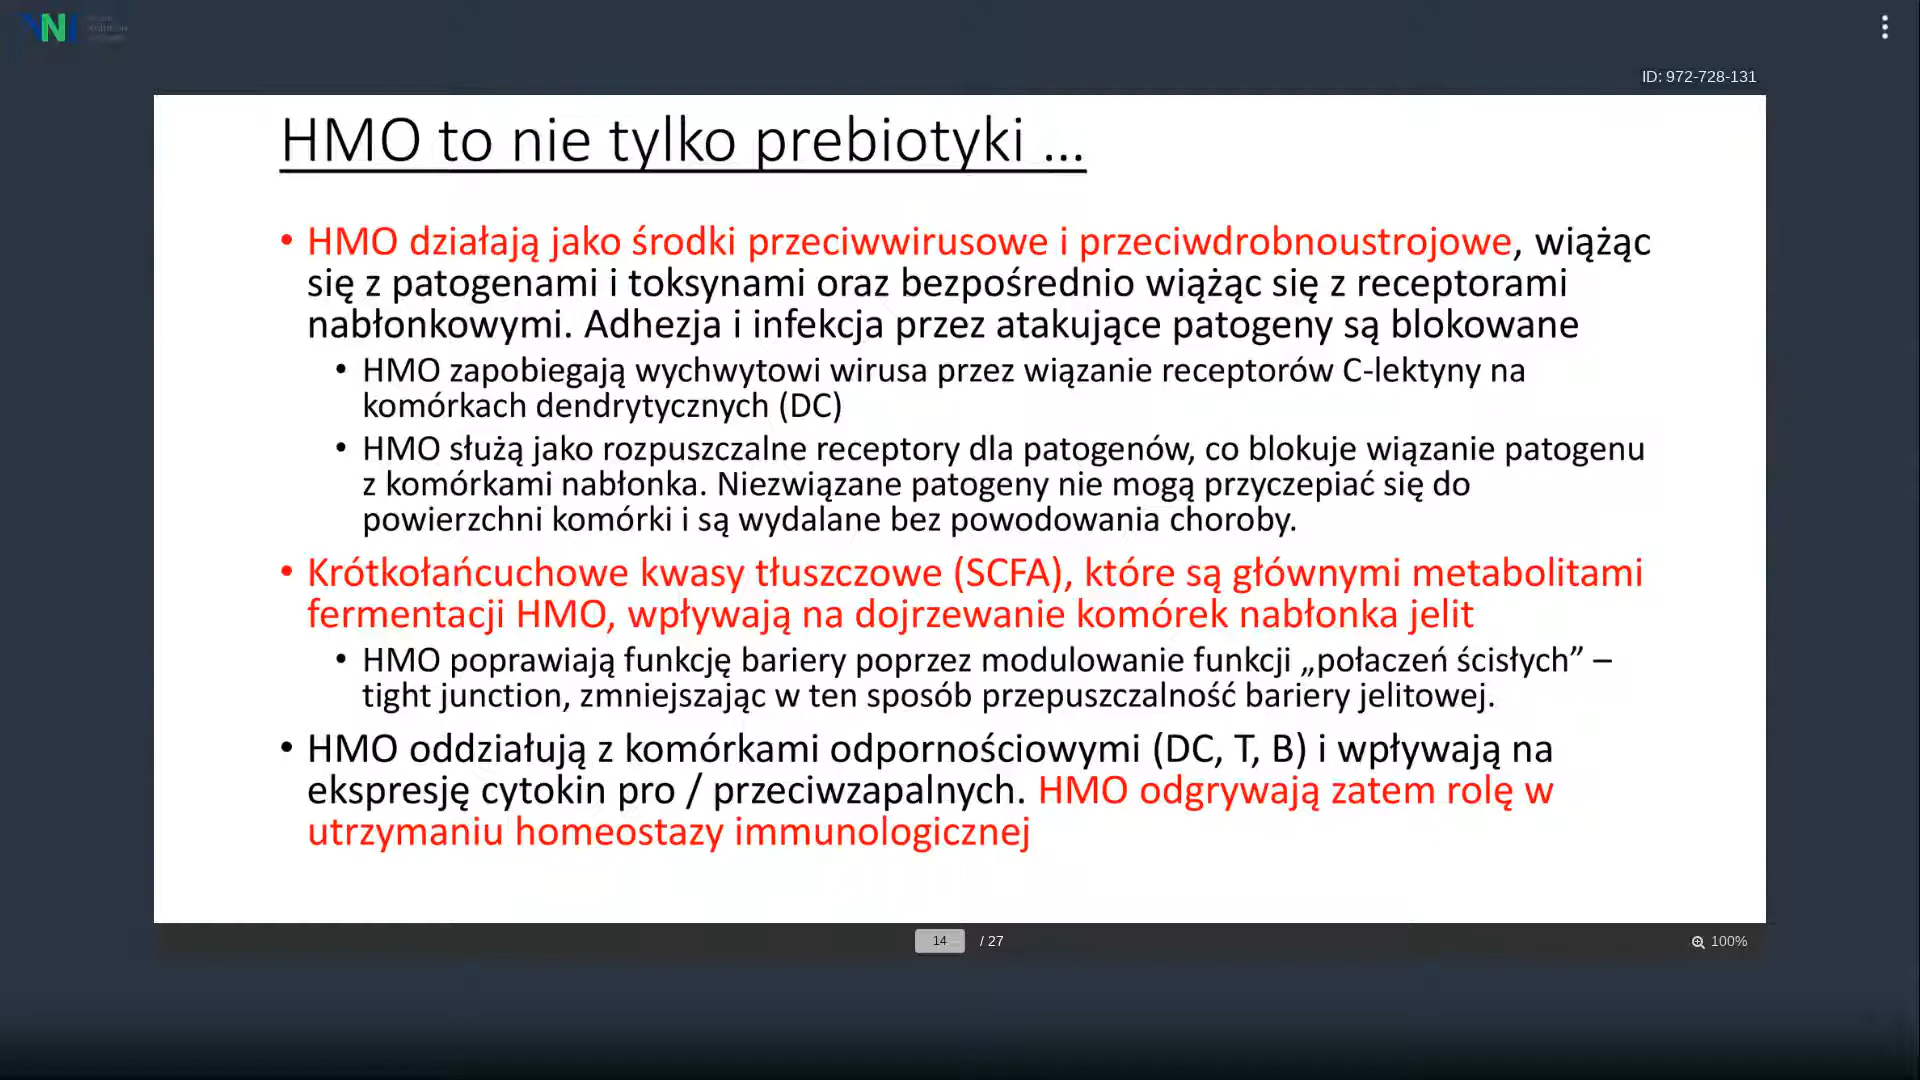 ID: 972-728-131
HMO to nie tylko prebiotyki ...
• HMO działają jako środki przeciwwirusowe i przeciwdrobnoustrojowe, wiążąc
się z patogenami i toksynami oraz bezpośrednio wiążąc się z receptorami
nabłonkowymi. Adhezja i infekcja przez atakujące patogeny są blokowane
• HMO zapobiegają wychwytowi wirusa przez wiązanie receptorów C-lektyny na
komórkach dendrytycznych (DC)
• HMO służą jako rozpuszczalne receptory dla patogenów, co blokuje wiązanie patogenu
z komórkami nabłonka. Niezwiązane patogeny nie mogą przyczepiać się do
powierzchni komórki i są wydalane bez powodowania choroby.
• Krótkołańcuchowe kwasy tłuszczowe (SCFA), które są głównymi metabolitami
fermentacji HMO, wpływają na dojrzewanie komórek nabłonka jelit
• HMO poprawiają funkcję bariery poprzez modulowanie funkcji „połaczeń ścisłych” –
tight junction, zmniejszając w ten sposób przepuszczalność bariery jelitowej.
• HMO oddziałują z komórkami odpornościowymi (DC, T, B) i wpływają na
ekspresję cytokin pro / przeciwzapalnych. HMO odgrywają zatem rolę w
utrzymaniu homeostazy immunologicznej
14 / 27
100%